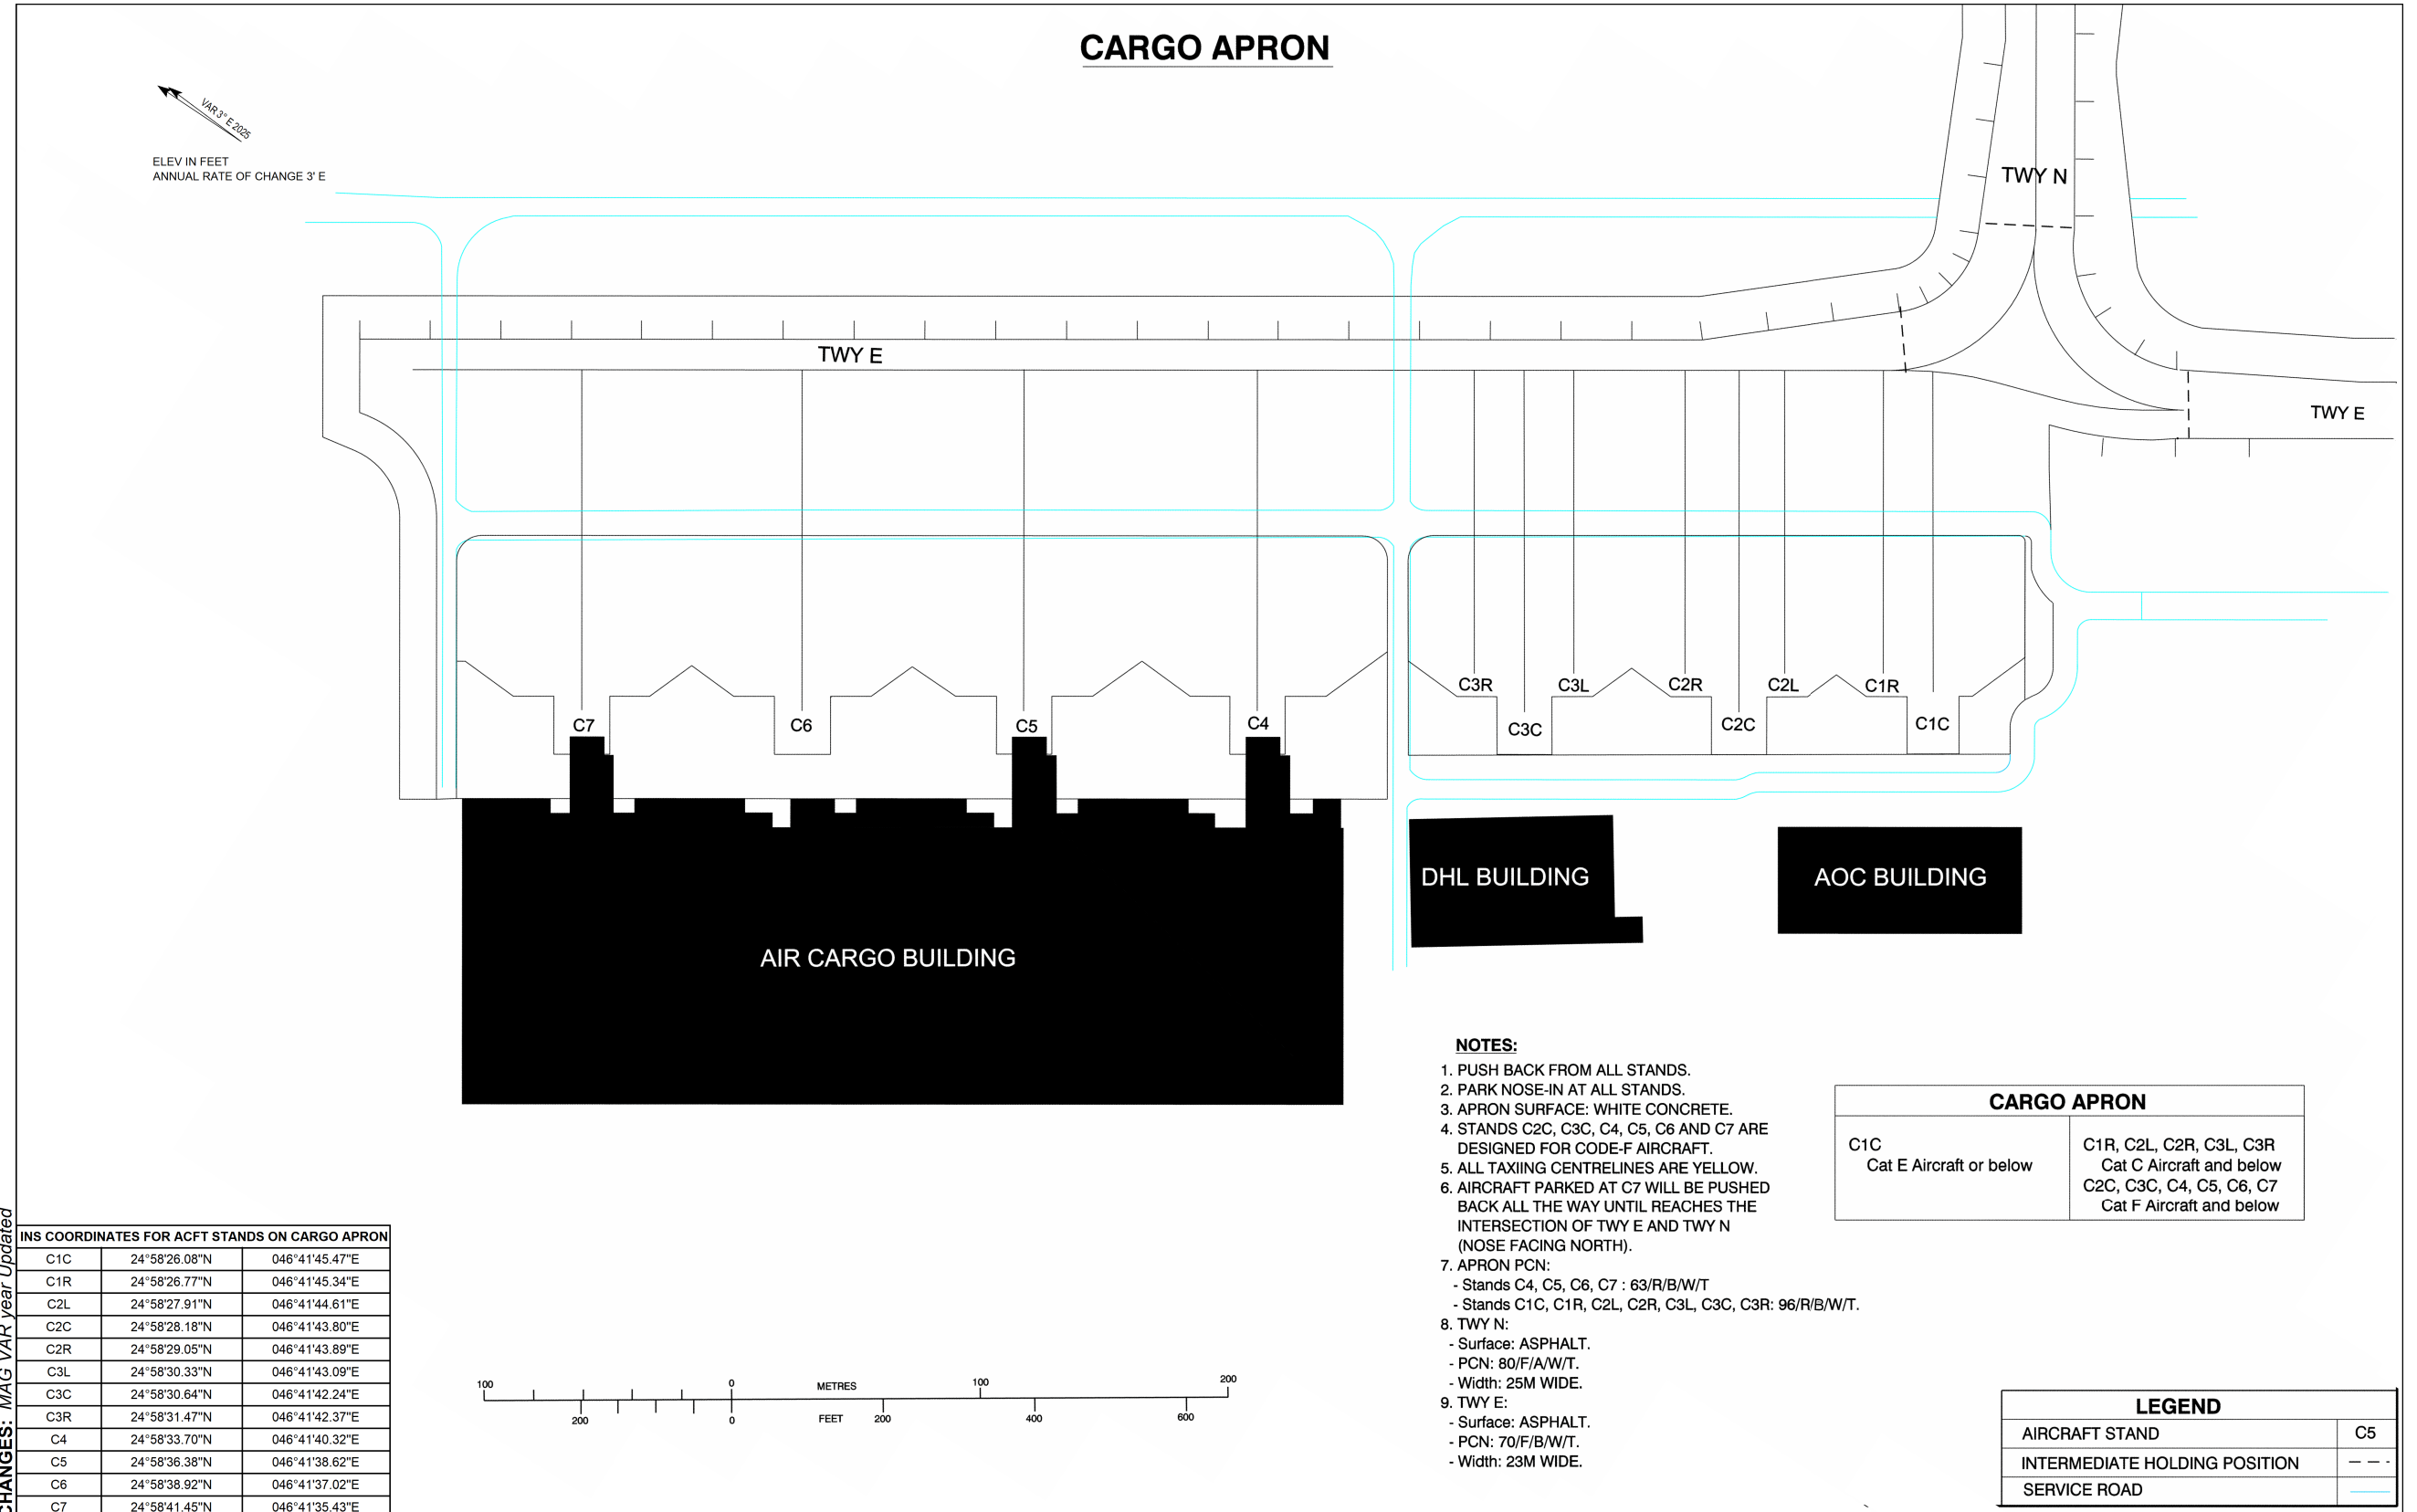 CARGO APRON
VAR 3° E 2025
ELEV IN FEET
ANNUAL RATE OF CHANGE 3' E
TWY N
TWY E
TWY E
C3R
C3L
C2R
C2L
C1R
C7
C6
C5
C4
C3C
C2C
C1C
DHL BUILDING
AOC BUILDING
AIR CARGO BUILDING
NOTES:
1. PUSH BACK FROM ALL STANDS.
2. PARK NOSE-IN AT ALL STANDS.
3. APRON SURFACE: WHITE CONCRETE.
4. STANDS C2C, C3C, C4, C5, C6 AND C7 ARE
DESIGNED FOR CODE-F AIRCRAFT.
5. ALL TAXIING CENTRELINES ARE YELLOW.
6. AIRCRAFT PARKED AT C7 WILL BE PUSHED
BACK ALL THE WAY UNTIL REACHES THE
INTERSECTION OF TWY E AND TWY N
(NOSE FACING NORTH).
7. APRON PCN:
- Stands C4, C5, C6, C7 : 63/R/B/W/T
- Stands C1C, C1R, C2L, C2R, C3L, C3C, C3R: 96/R/B/W/T.
8. TWY N:
- Surface: ASPHALT.
- PCN: 80/F/A/W/T.
- Width: 25M WIDE.
9. TWY E:
- Surface: ASPHALT.
- PCN: 70/F/B/W/T.
- Width: 23M WIDE.
CARGO APRON
C1C
Cat E Aircraft or below
C1R, C2L, C2R, C3L, C3R
Cat C Aircraft and below
C2C, C3C, C4, C5, C6, C7
Cat F Aircraft and below
CHANGES: MAG VAR year Updated
INS COORDINATES FOR ACFT STANDS ON CARGO APRON
C1C 24°58'26.08"N 046°41'45.47"E
C1R 24°58'26.77"N 046°41'45.34"E
C2L 24°58'27.91"N 046°41'44.61"E
C2C 24°58'28.18"N 046°41'43.80"E
C2R 24°58'29.05"N 046°41'43.89"E
C3L 24°58'30.33"N 046°41'43.09"E
C3C 24°58'30.64"N 046°41'42.24"E
C3R 24°58'31.47"N 046°41'42.37"E
C4 24°58'33.70"N 046°41'40.32"E
C5 24°58'36.38"N 046°41'38.62"E
C6 24°58'38.92"N 046°41'37.02"E
C7 24°58'41.45"N 046°41'35.43"E
100 0 METRES 100 200
200 0 FEET 200 400 600
LEGEND
AIRCRAFT STAND C5
INTERMEDIATE HOLDING POSITION
SERVICE ROAD